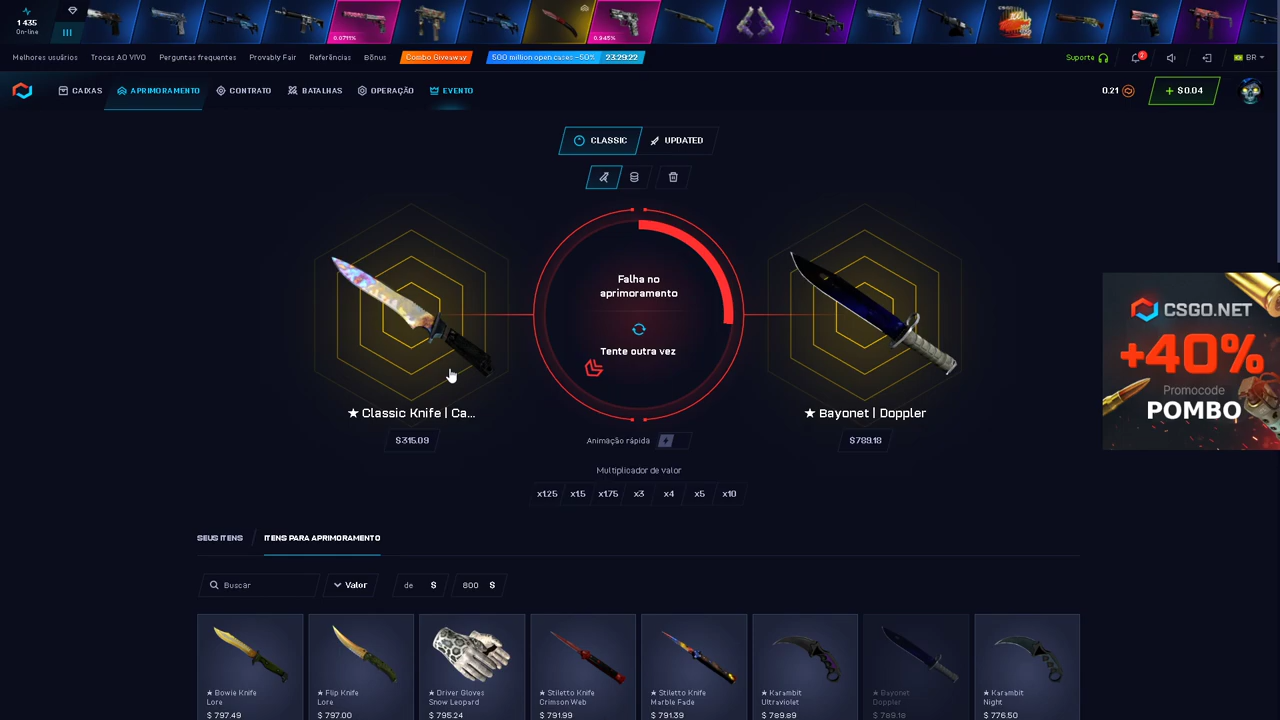 1 435
On-line
0.0711%
0.945%
Melhores usuários
Trocas AO VIVO
Perguntas frequentes
Provably Fair
Referências
Bônus
Combo Giveaway
500 million open cases -50%
23:29:22
Suporte
2
BR
CAIXAS
APRIMORAMENTO
CONTRATO
BATALHAS
OPERAÇÃO
EVENTO
0.21
+ $0.04
CLASSIC
UPDATED
Falha no
aprimoramento
Tente outra vez
★ Classic Knife | Ca...
$315.09
★ Bayonet | Doppler
$789.18
CSGO.NET
+40%
Promocode
POMBO
Animação rápida
Multiplicador de valor
x1.25
x1.5
x1.75
x3
x4
x5
x10
SEUS ITENS
ITENS PARA APRIMORAMENTO
Buscar
Valor
de $
800 $
★ Bowie Knife
Lore
$ 797.49
★ Flip Knife
Lore
$ 797.00
★ Driver Gloves
Snow Leopard
$ 795.24
★ Stiletto Knife
Crimson Web
$ 791.99
★ Stiletto Knife
Marble Fade
$ 791.39
★ Karambit
Ultraviolet
$ 789.89
★ Bayonet
Doppler
$ 789.18
★ Karambit
Night
$ 776.50